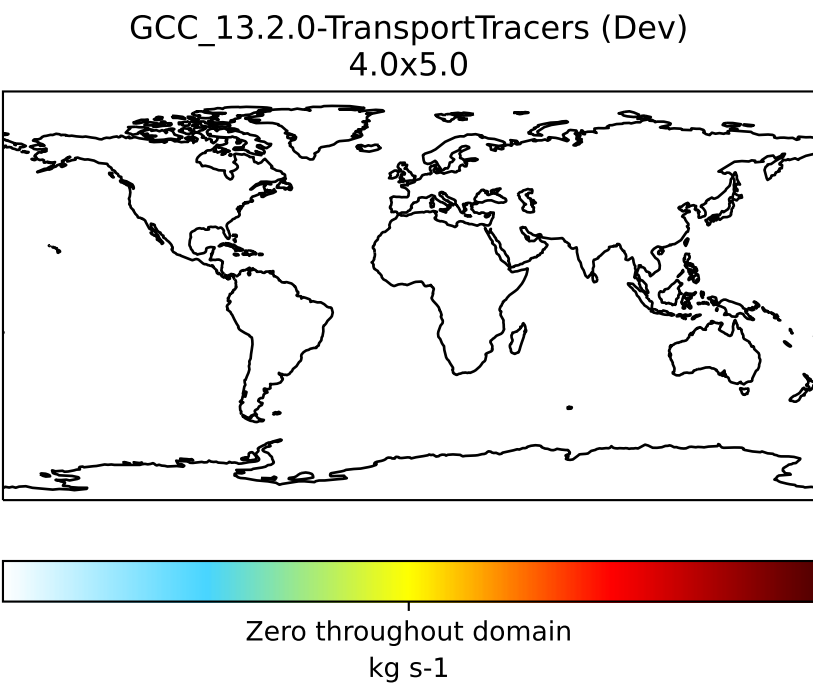 GCC_13.2.0-TransportTracers (Dev)
4.0x5.0
Zero throughout domain
kg s-1